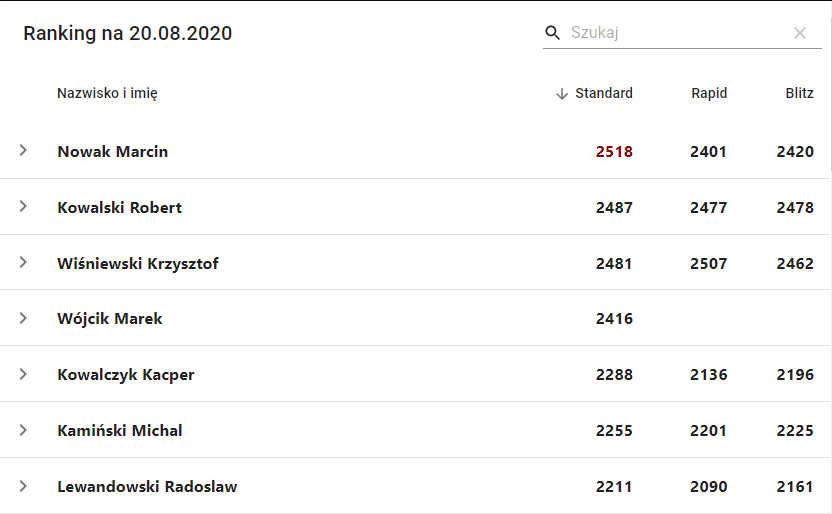 Ranking na 20.08.2020 Szukaj
Nazwisko i imię Standard Rapid Blitz
Nowak Marcin 2518 2401 2420
Kowalski Robert 2487 2477 2478
Wiśniewski Krzysztof 2481 2507 2462
Wójcik Marek 2416
Kowalczyk Kacper 2288 2136 2196
Kamiński Michal 2255 2201 2225
Lewandowski Radoslaw 2211 2090 2161